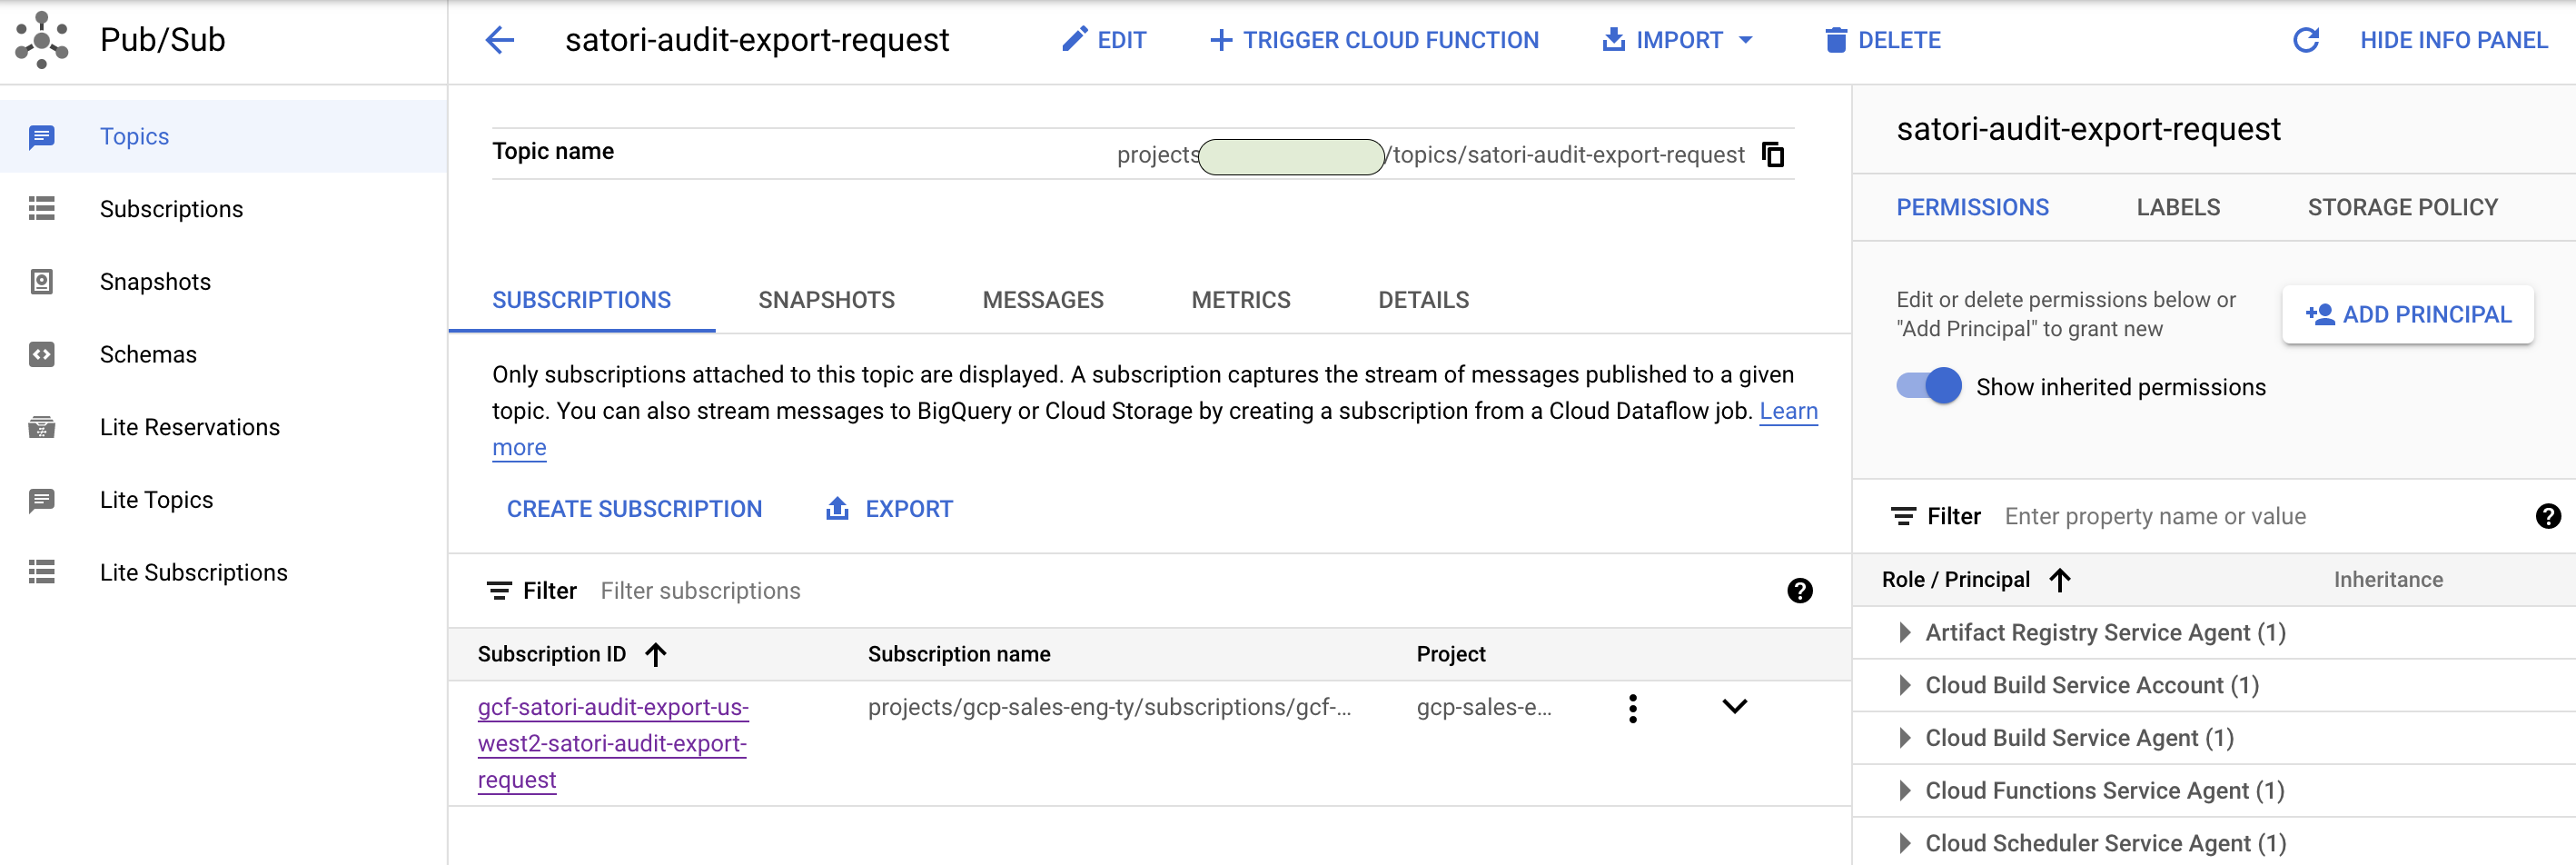 Pub/Sub
satori-audit-export-request
EDIT
TRIGGER CLOUD FUNCTION
IMPORT
DELETE
HIDE INFO PANEL
Topics
Subscriptions
Snapshots
Schemas
Lite Reservations
Lite Topics
Lite Subscriptions
Topic name
projects /topics/satori-audit-export-request
SUBSCRIPTIONS
SNAPSHOTS
MESSAGES
METRICS
DETAILS
Only subscriptions attached to this topic are displayed. A subscription captures the stream of messages published to a given
topic. You can also stream messages to BigQuery or Cloud Storage by creating a subscription from a Cloud Dataflow job. Learn
more
CREATE SUBSCRIPTION
EXPORT
Filter Filter subscriptions
Subscription ID
Subscription name
Project
gcf-satori-audit-export-us-
west2-satori-audit-export-
request
projects/gcp-sales-eng-ty/subscriptions/gcf-...
gcp-sales-e...
satori-audit-export-request
PERMISSIONS
LABELS
STORAGE POLICY
Edit or delete permissions below or
"Add Principal" to grant new
ADD PRINCIPAL
Show inherited permissions
Filter Enter property name or value
Role / Principal
Inheritance
Artifact Registry Service Agent (1)
Cloud Build Service Account (1)
Cloud Build Service Agent (1)
Cloud Functions Service Agent (1)
Cloud Scheduler Service Agent (1)